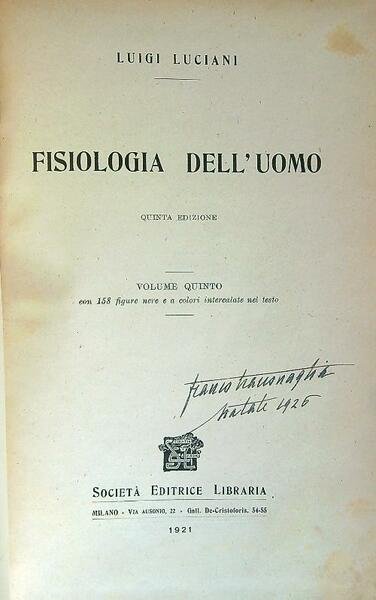 LUIGI LUCIANI
FISIOLOGIA DELL'UOMO
QUINTA EDIZIONE
VOLUME QUINTO
con 158 figure nere e a colori intercalate nel testo
franco
natale 1926
SOCIETÀ EDITRICE LIBRARIA
MILANO - VIA AUSONIO, 22 - Gall. De-Cristoforis, 54-55
1921